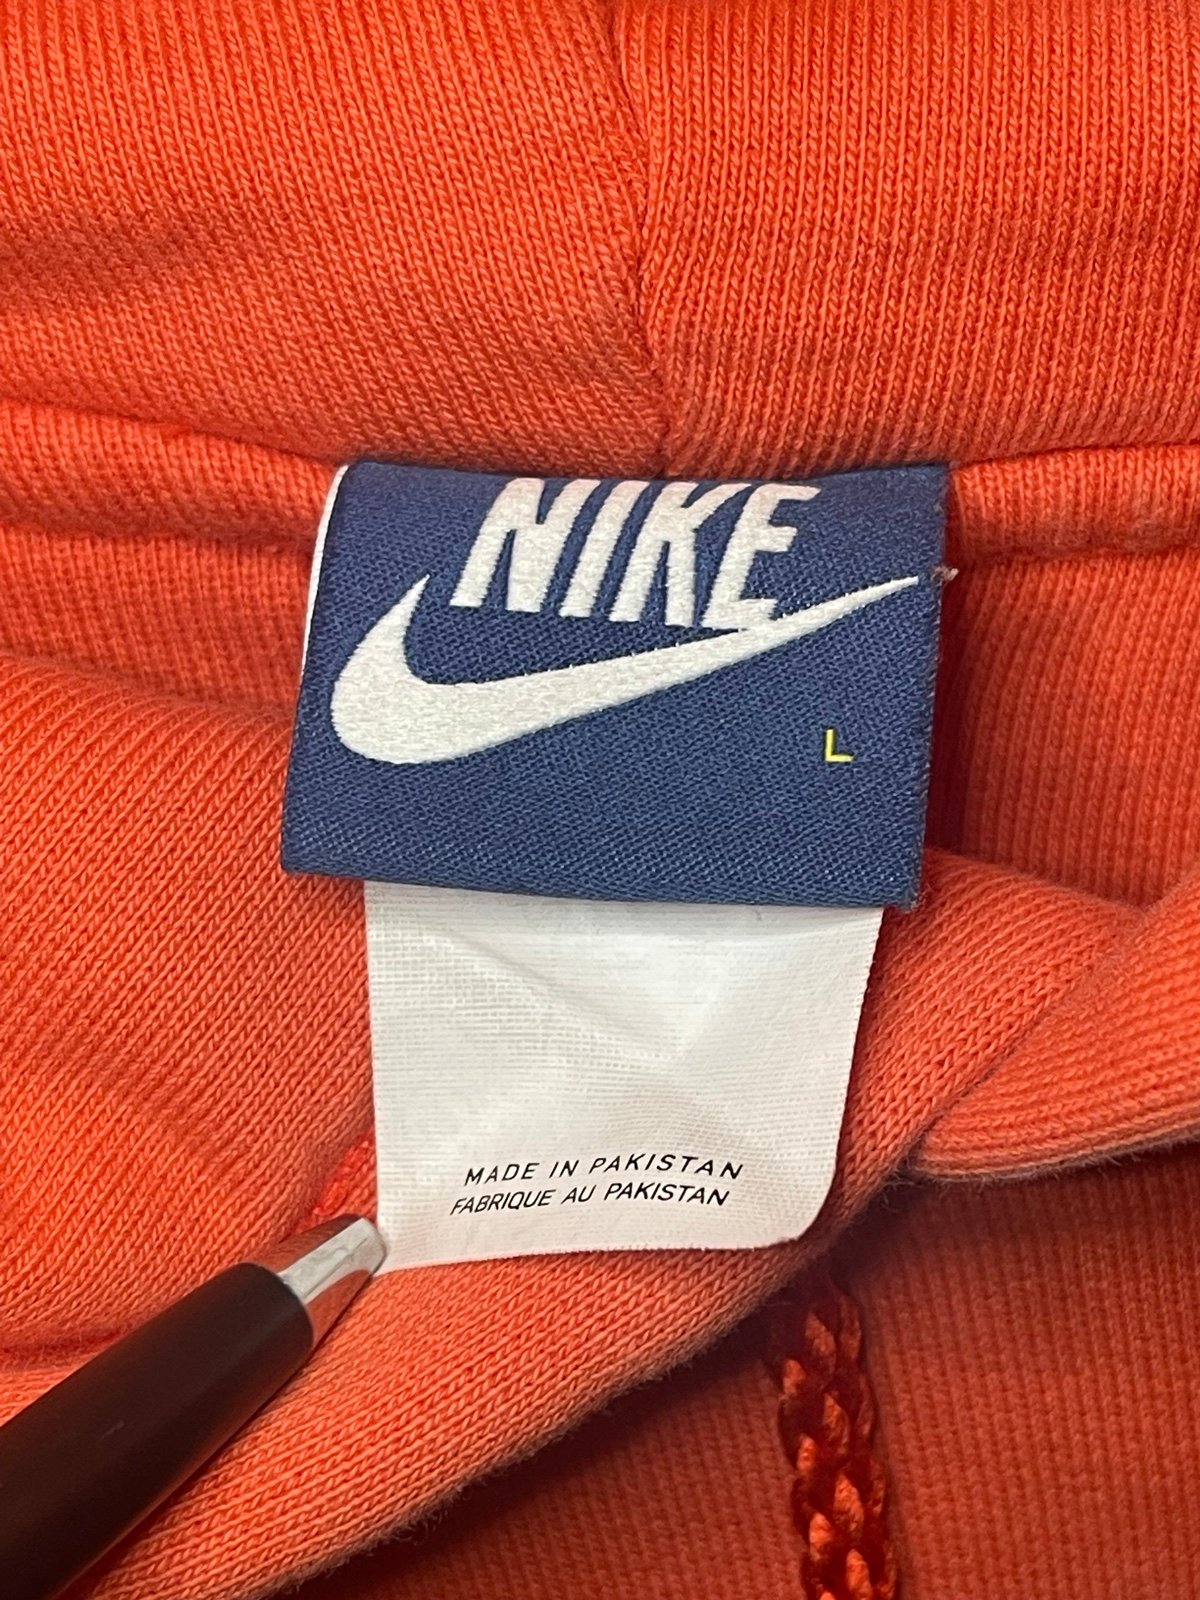 NIKE
L
MADE IN PAKISTAN
FABRIQUE AU PAKISTAN